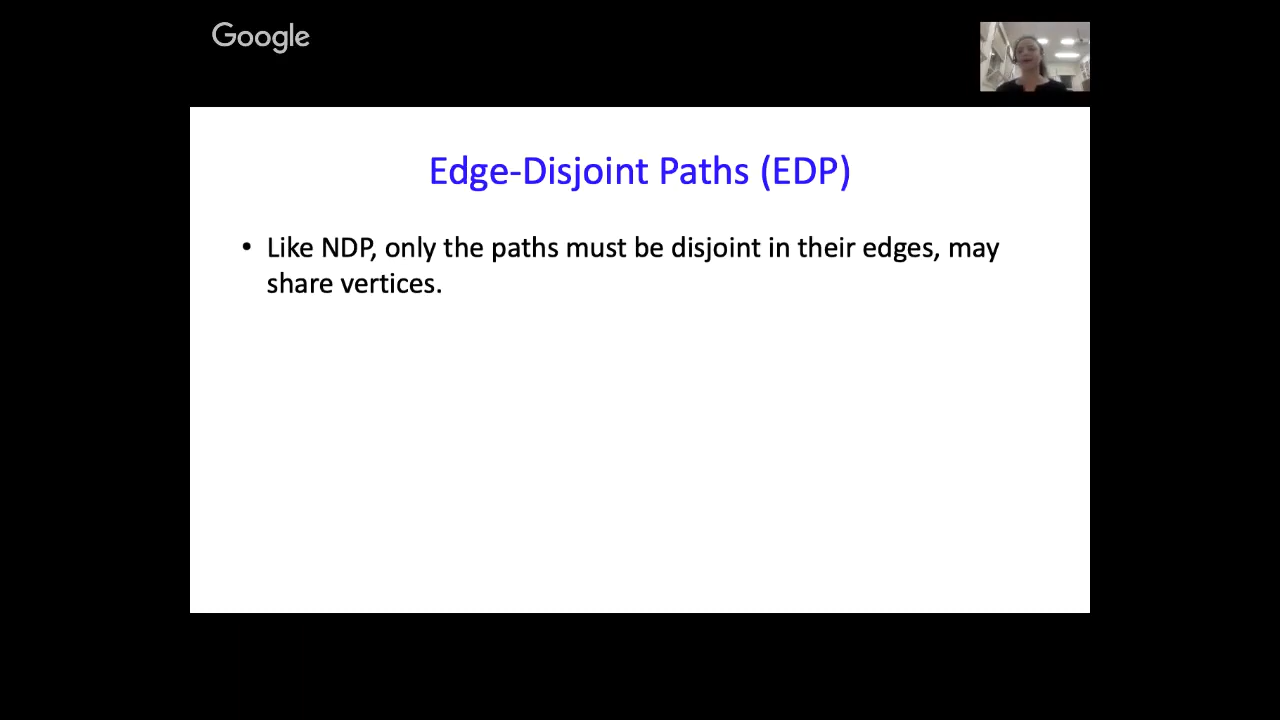 Google
Edge-Disjoint Paths (EDP)
• Like NDP, only the paths must be disjoint in their edges, may
share vertices.